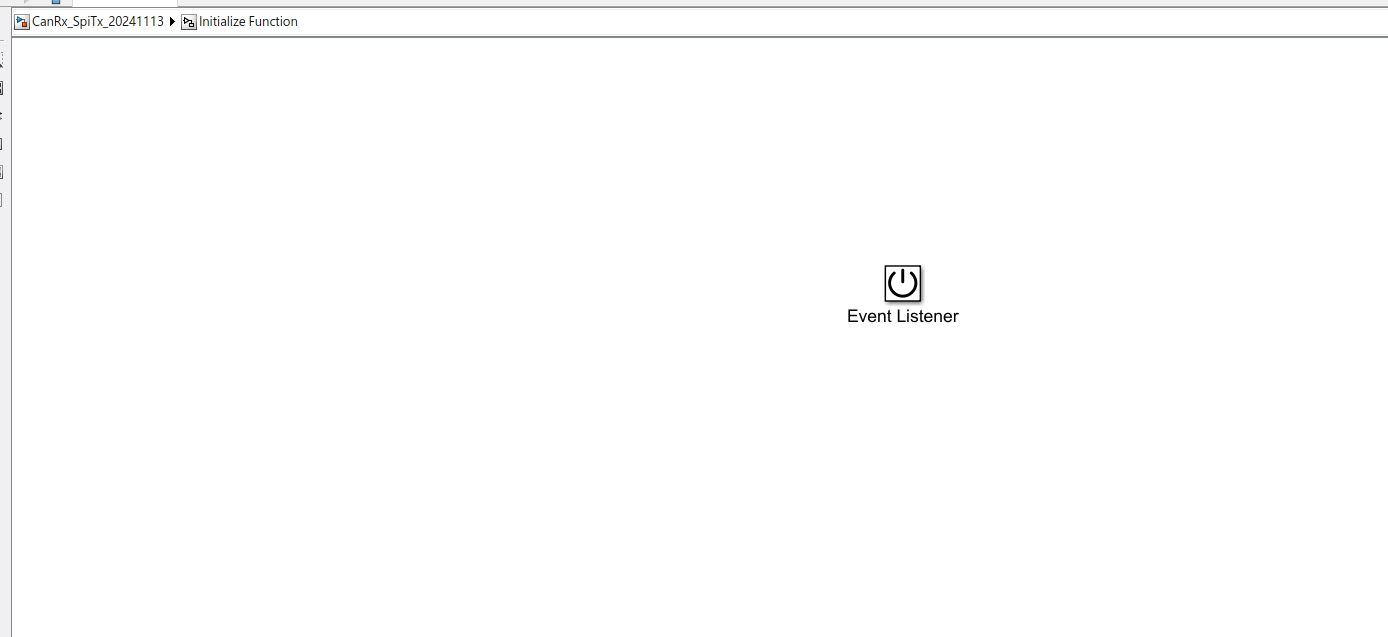 CanRx_SpiTx_20241113 Initialize Function
Event Listener